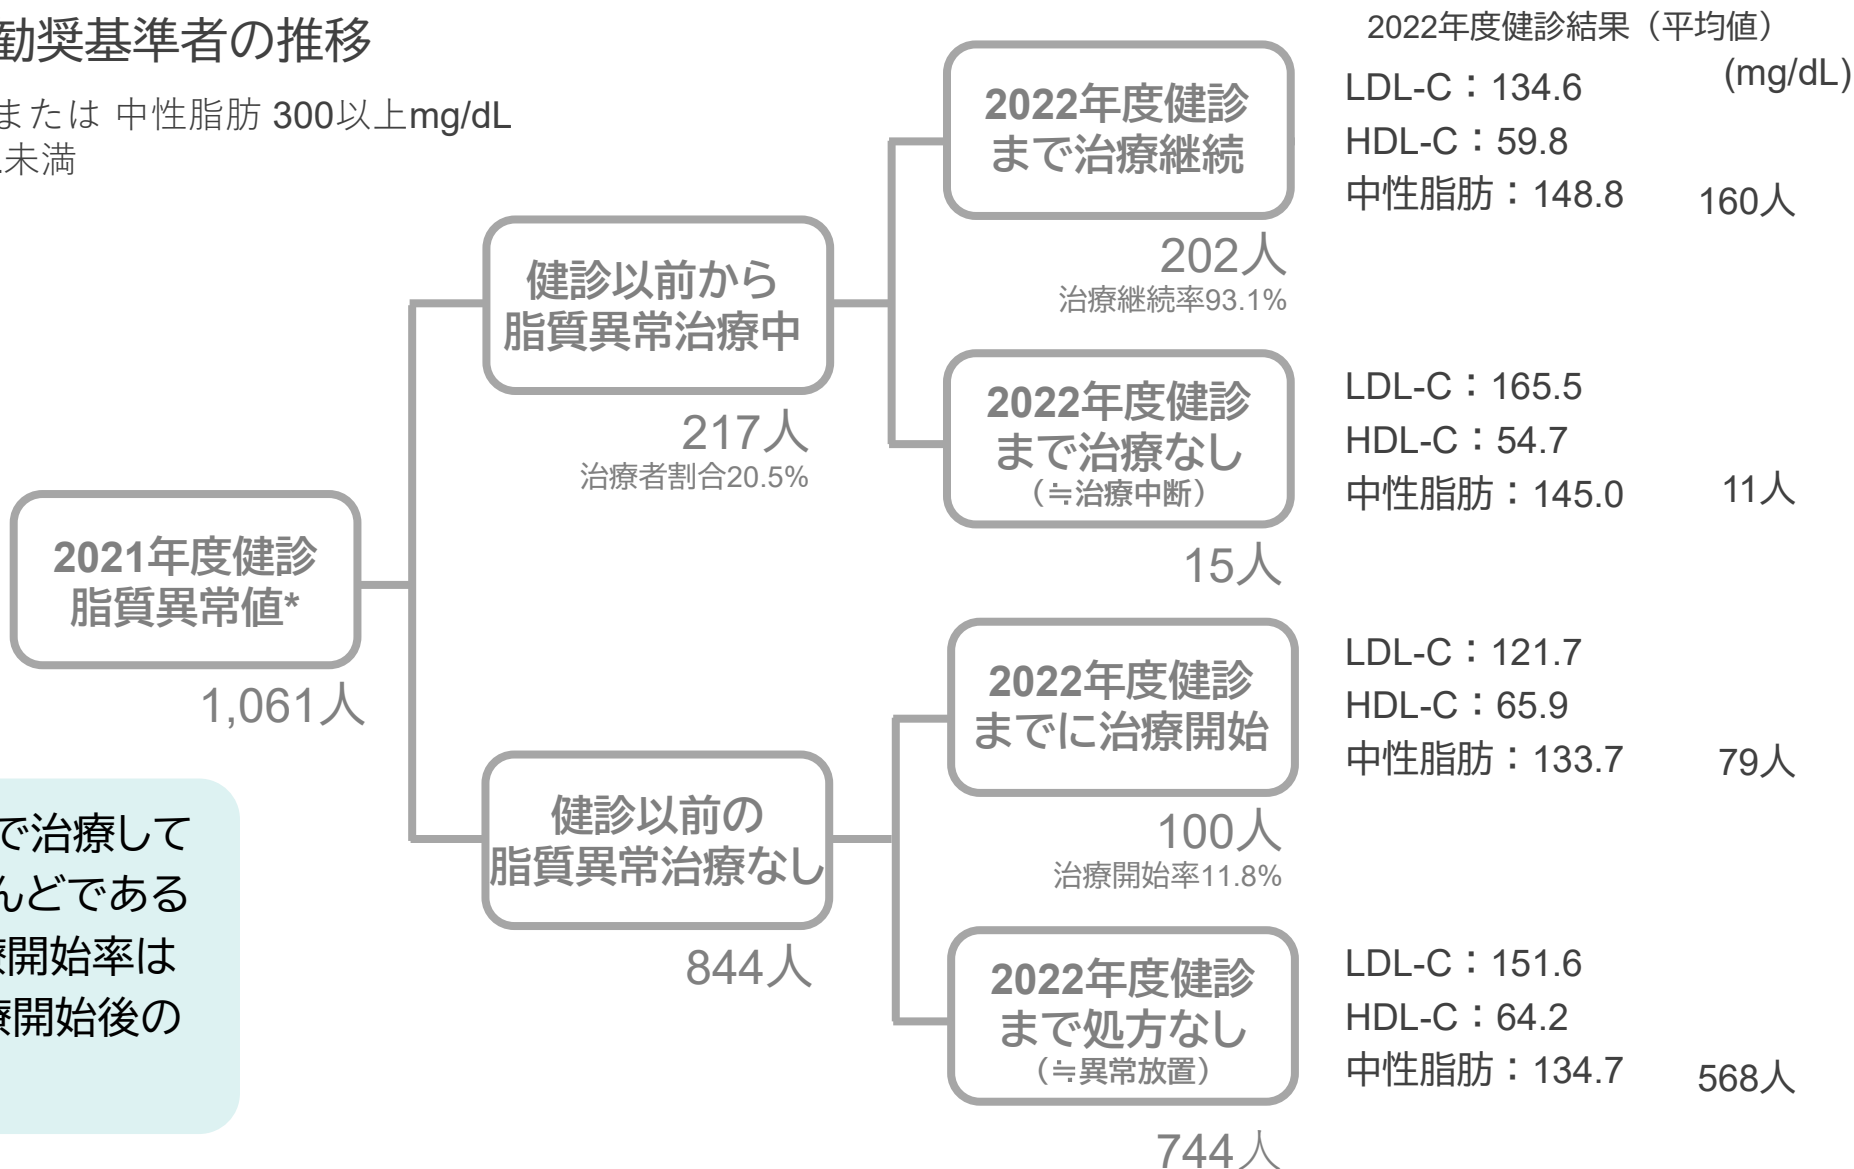 勧奨基準者の推移
または 中性脂肪 300以上mg/dL
未満
2022年度健診結果（平均値）
(mg/dL)
2021年度健診
脂質異常値*
1,061人
健診以前から
脂質異常治療中
217人
治療者割合20.5%
2022年度健診
まで治療継続
202人
治療継続率93.1%
LDL-C：134.6
HDL-C：59.8
中性脂肪：148.8
160人
2022年度健診
まで治療なし
（≒治療中断）
15人
LDL-C：165.5
HDL-C：54.7
中性脂肪：145.0
11人
健診以前の
脂質異常治療なし
844人
2022年度健診
までに治療開始
100人
治療開始率11.8%
LDL-C：121.7
HDL-C：65.9
中性脂肪：133.7
79人
2022年度健診
まで処方なし
（≒異常放置）
744人
LDL-C：151.6
HDL-C：64.2
中性脂肪：134.7
568人
で治療して
んどである
療開始率は
療開始後の